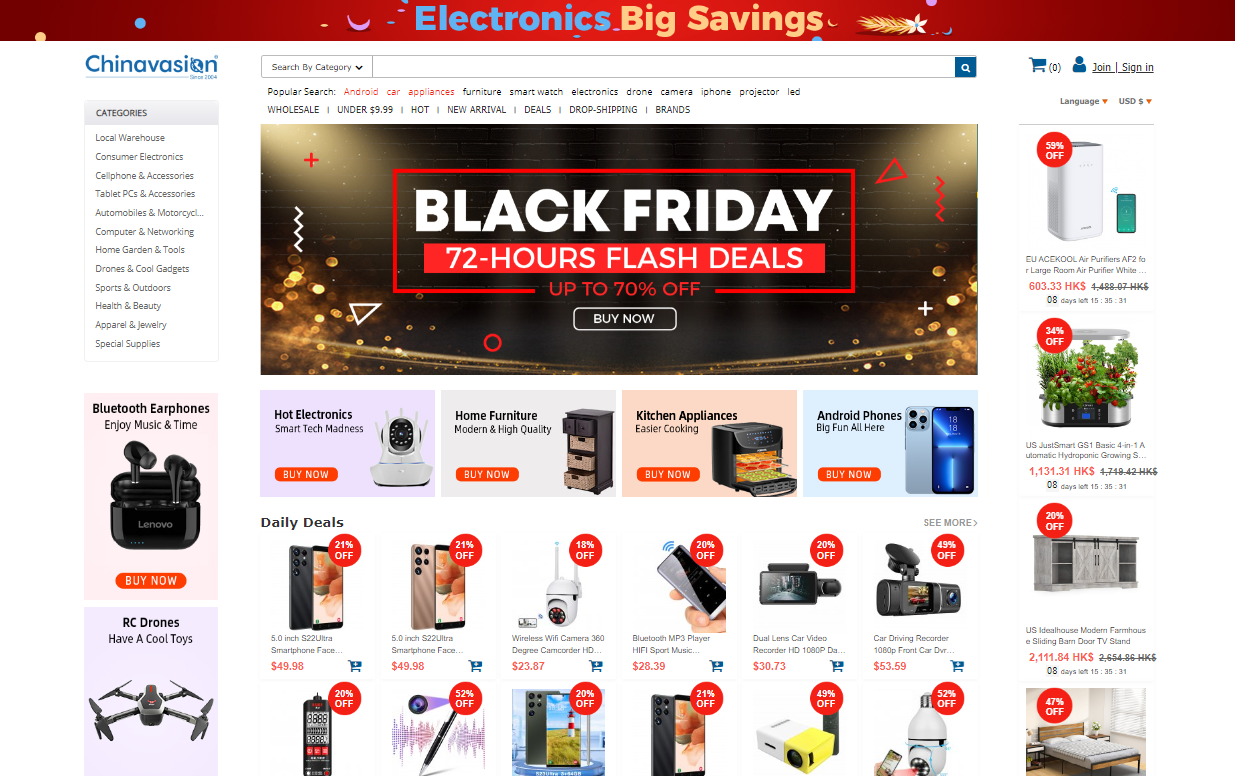 Electronics Big Savings
Chinavasion
Since 2004
Search By Category
(0)
Join | Sign in
Popular Search: Android car appliances furniture smart watch electronics drone camera iphone projector led
WHOLESALE | UNDER $9.99 | HOT | NEW ARRIVAL | DEALS | DROP-SHIPPING | BRANDS
Language USD $
CATEGORIES
Local Warehouse
Consumer Electronics
Cellphone & Accessories
Tablet PCs & Accessories
Automobiles & Motorcycl...
Computer & Networking
Home Garden & Tools
Drones & Cool Gadgets
Sports & Outdoors
Health & Beauty
Apparel & Jewelry
Special Supplies
BLACK FRIDAY
72-HOURS FLASH DEALS
UP TO 70% OFF
BUY NOW
59%
OFF
EU ACEKOOL Air Purifiers AF2 fo
r Large Room Air Purifier White ...
603.33 HK$ 1,488.07 HK$
08 days left 15 : 35 : 31
34%
OFF
US JustSmart GS1 Basic 4-in-1 A
utomatic Hydroponic Growing S...
1,131.31 HK$ 1,719.42 HK$
08 days left 15 : 35 : 31
20%
OFF
US Idealhouse Modern Farmhous
e Sliding Barn Door TV Stand
2,111.84 HK$ 2,654.86 HK$
08 days left 15 : 35 : 31
47%
OFF
Bluetooth Earphones
Enjoy Music & Time
Lenovo
BUY NOW
RC Drones
Have A Cool Toys
Hot Electronics
Smart Tech Madness
BUY NOW
Home Furniture
Modern & High Quality
BUY NOW
Kitchen Appliances
Easier Cooking
BUY NOW
Android Phones
Big Fun All Here
BUY NOW
18
18
Daily Deals
SEE MORE
21%
OFF
5.0 inch S22Ultra
Smartphone Face...
$49.98
21%
OFF
5.0 inch S22Ultra
Smartphone Face...
$49.98
18%
OFF
Wireless Wifi Camera 360
Degree Camcorder HD...
$23.87
20%
OFF
Bluetooth MP3 Player
HIFI Sport Music...
$28.39
20%
OFF
Dual Lens Car Video
Recorder HD 1080P Da...
$30.73
49%
OFF
Car Driving Recorder
1080p Front Car Dvr...
$53.59
20%
OFF
52%
OFF
20%
OFF
S23Ultra 3+64GB
21%
OFF
49%
OFF
52%
OFF